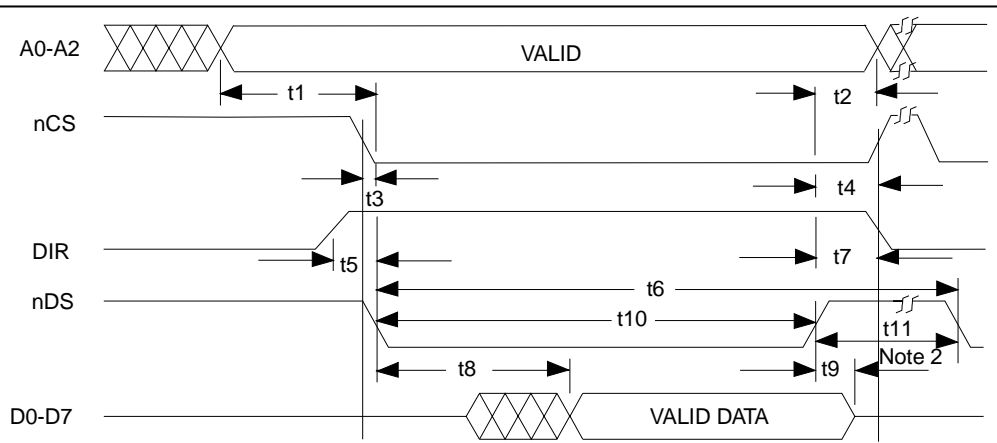 A0-A2
VALID
t1
t2
nCS
t3
t4
DIR
t5
t7
t6
nDS
t10
t11
Note 2
t8
t9
D0-D7
VALID DATA